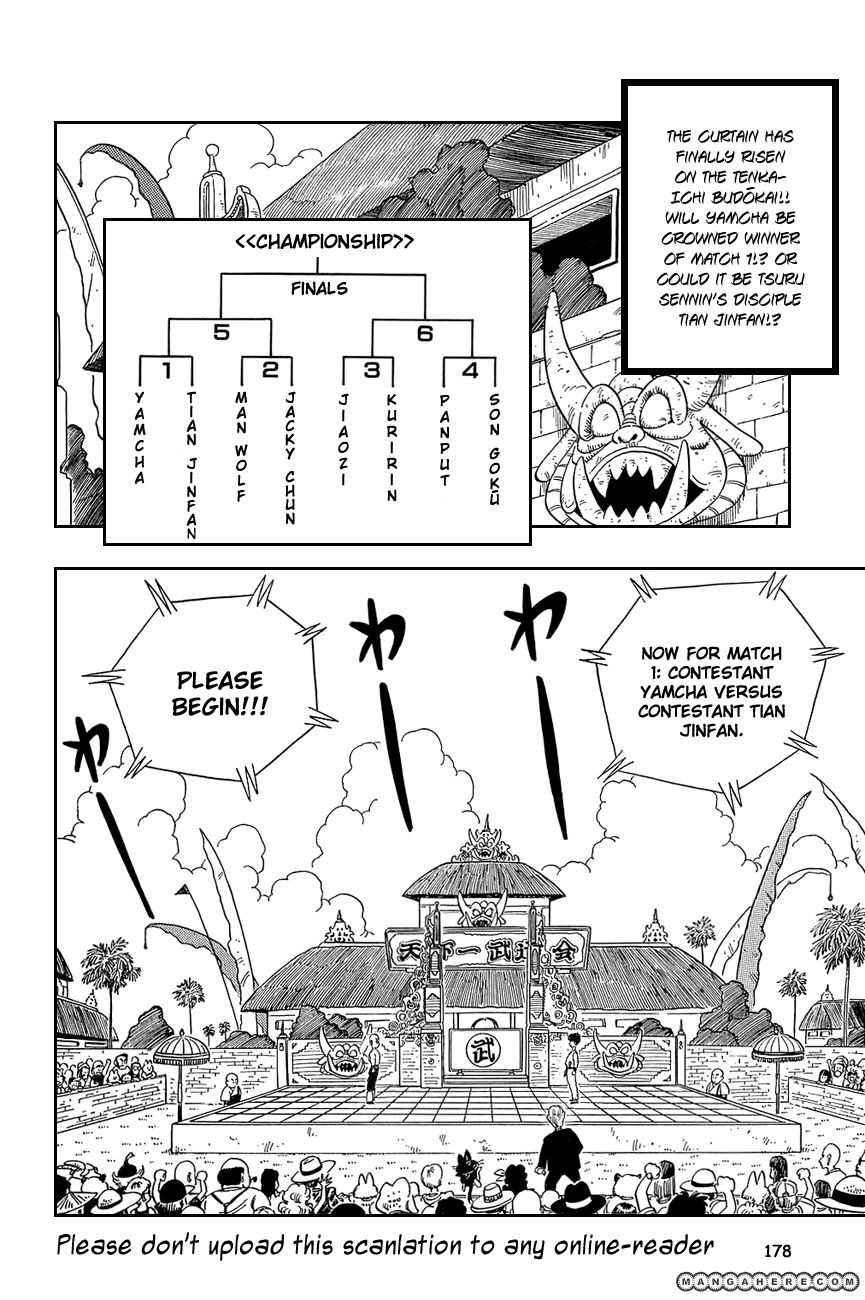 THE CURTAIN HAS
FINALLY RISEN
ON THE TENKA-
ICHI BUDŌKAI!!
WILL YAMCHA BE
CROWNED WINNER
OF MATCH 1!? OR
COULD IT BE TSURU
SENNIN'S DISCIPLE
TIAN JINFAN!?
<<CHAMPIONSHIP>>
FINALS
5
6
1
2
3
4
YAMCHA
TIAN JINFAN
MAN WOLF
JACKY CHUN
JIAOZI
KURIRIN
PANPUT
SON GOKŪ
NOW FOR MATCH
1: CONTESTANT
YAMCHA VERSUS
CONTESTANT TIAN
JINFAN.
わー
わー
わー
PLEASE
BEGIN!!!
天下一武道会
武
Please don't upload this scanlation to any online-reader
178
MANGAHERE.COM